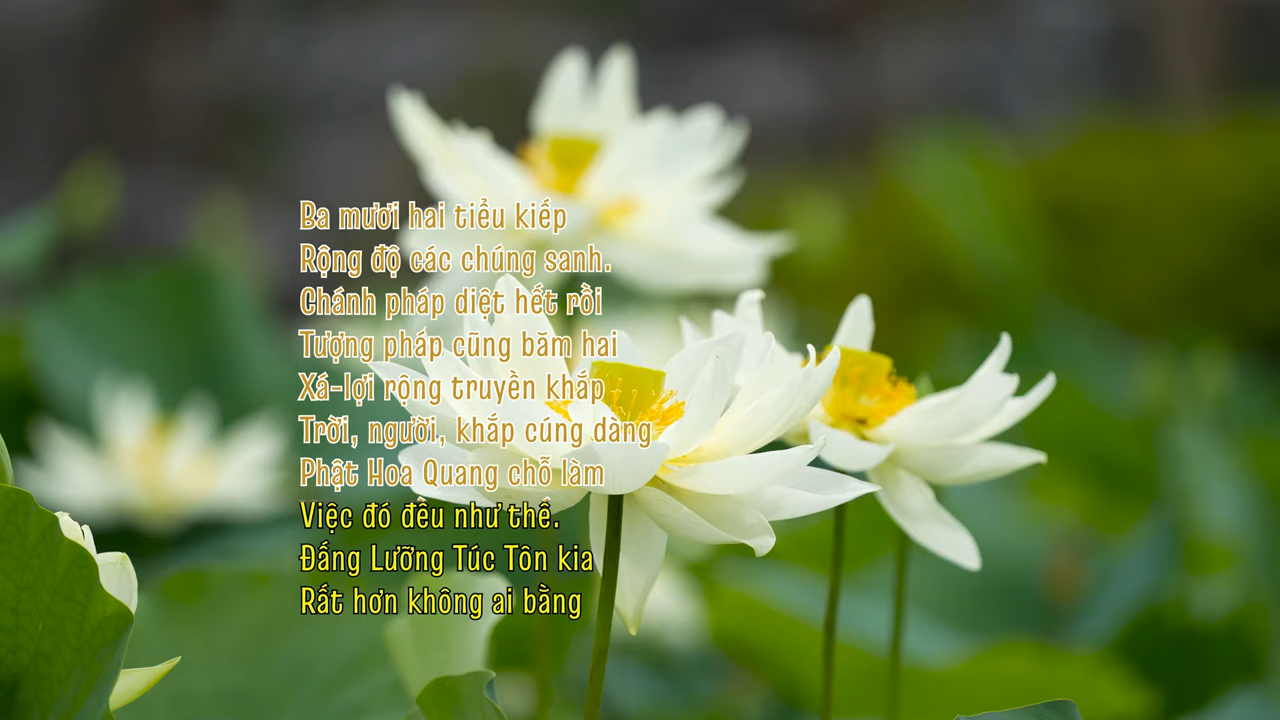 Ba mươi hai tiểu kiếp
Rộng độ các chúng sanh.
Chánh pháp diệt hết rồi
Tượng pháp cũng băm hai
Xá-lợi rộng truyền khắp
Trời, người, khắp cúng dàng
Phật Hoa Quang chỗ làm
Việc đó đều như thế.
Đấng Lưỡng Túc Tôn kia
Rất hơn không ai bằng